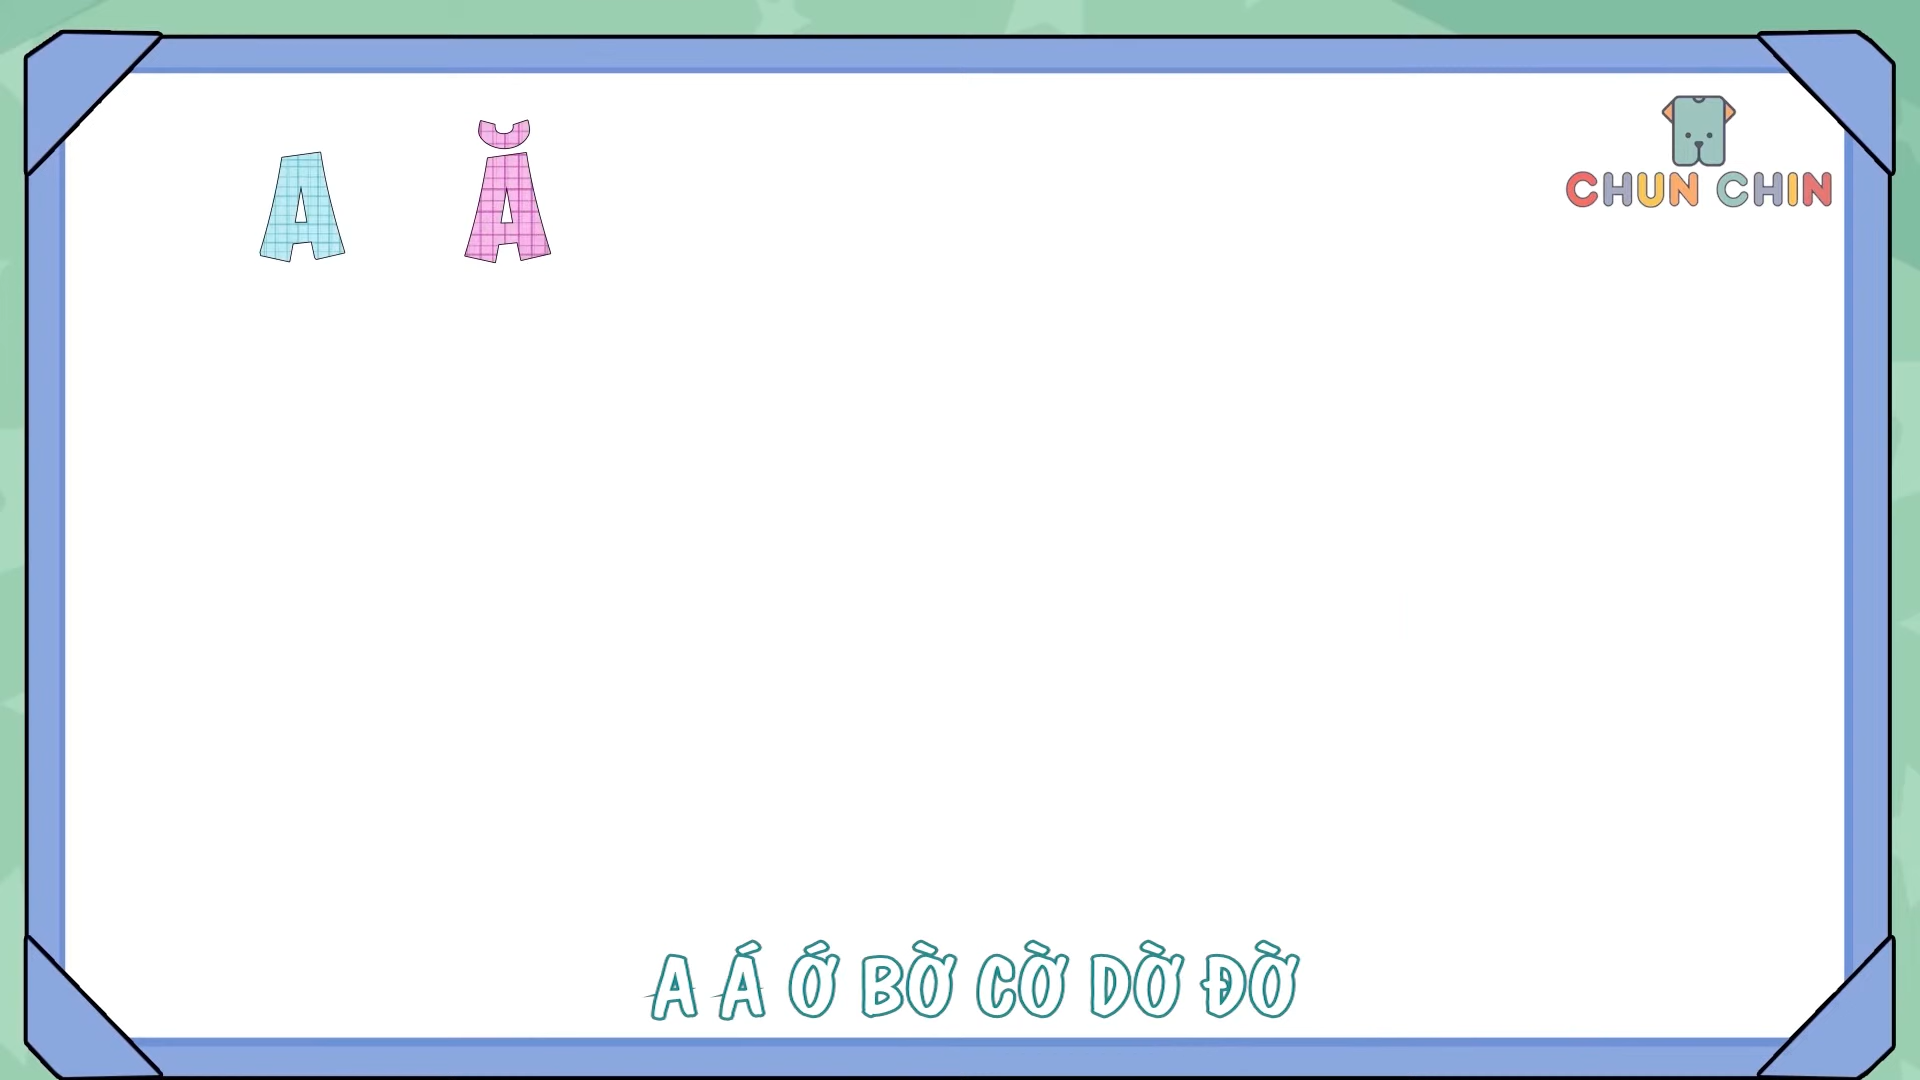 A Ă
CHUN CHIN
A Á Ớ BỜ CỜ DỜ ĐỜ